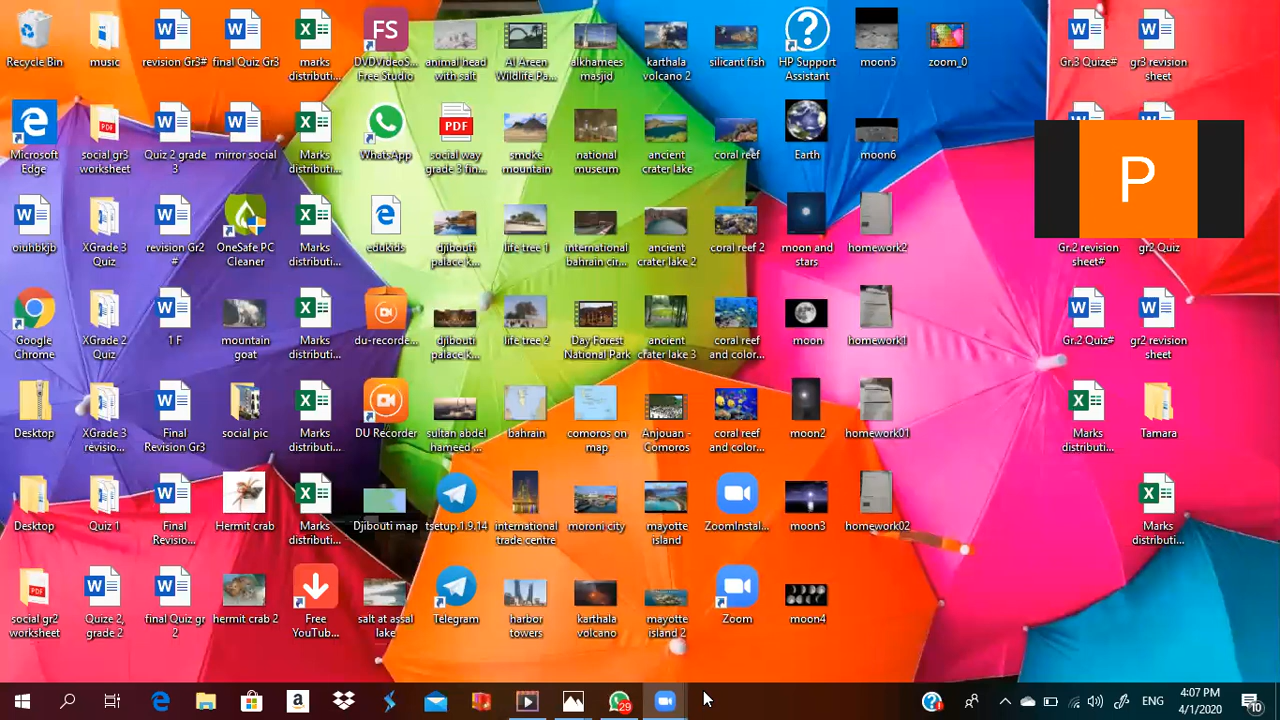 Recycle Bin
music
revision Gr3#
final Quiz Gr3
marks
distributi...
FS
DVDVideoS...
Free Studio
animal head
with salt
Al Areen
Wildlife Pa...
alkhamees
masjid
karthala
volcano 2
silicant fish
HP Support
Assistant
moon5
zoom_0
Gr.3 Quize#
gr3 revision
sheet
Microsoft
Edge
PDF
social gr3
worksheet
Quiz 2 grade
3
mirror social
Marks
distributi...
WhatsApp
PDF
social way
grade 3 fin...
smoke
mountain
national
museum
ancient
crater lake
coral reef
Earth
moon6
P
oiuhbkjb
XGrade 3
Quiz
revision Gr2
#
OneSafe PC
Cleaner
Marks
distributi...
edukids
djibouti
palace k...
life tree 1
international
bahrain cir...
ancient
crater lake 2
coral reef 2
moon and
stars
homework2
Gr.2 revision
sheet#
gr2 Quiz
Google
Chrome
XGrade 2
Quiz
1 F
mountain
goat
Marks
distributi...
du-recorde...
djibouti
palace k...
life tree 2
Day Forest
National Park
ancient
crater lake 3
coral reef
and color...
moon
homework1
Gr.2 Quiz#
gr2 revision
sheet
Desktop
XGrade 3
revisio...
Final
Revision Gr3
social pic
Marks
distributi...
DU Recorder
sultan abdel
hameed ...
bahrain
comoros on
map
Anjouan -
Comoros
coral reef
and color...
moon2
homework01
Marks
distributi...
Tamara
Desktop
Quiz 1
Final
Revisio...
Hermit crab
Marks
distributi...
Djibouti map
tsetup.1.9.14
international
trade centre
moroni city
mayotte
island
ZoomInstal...
moon3
homework02
Marks
distributi...
PDF
social gr2
worksheet
Quize 2,
grade 2
final Quiz gr
2
hermit crab 2
Free
YouTub...
salt at assal
lake
Telegram
harbor
towers
karthala
volcano
mayotte
island 2
Zoom
moon4
29
ENG
4:07 PM
4/1/2020
10